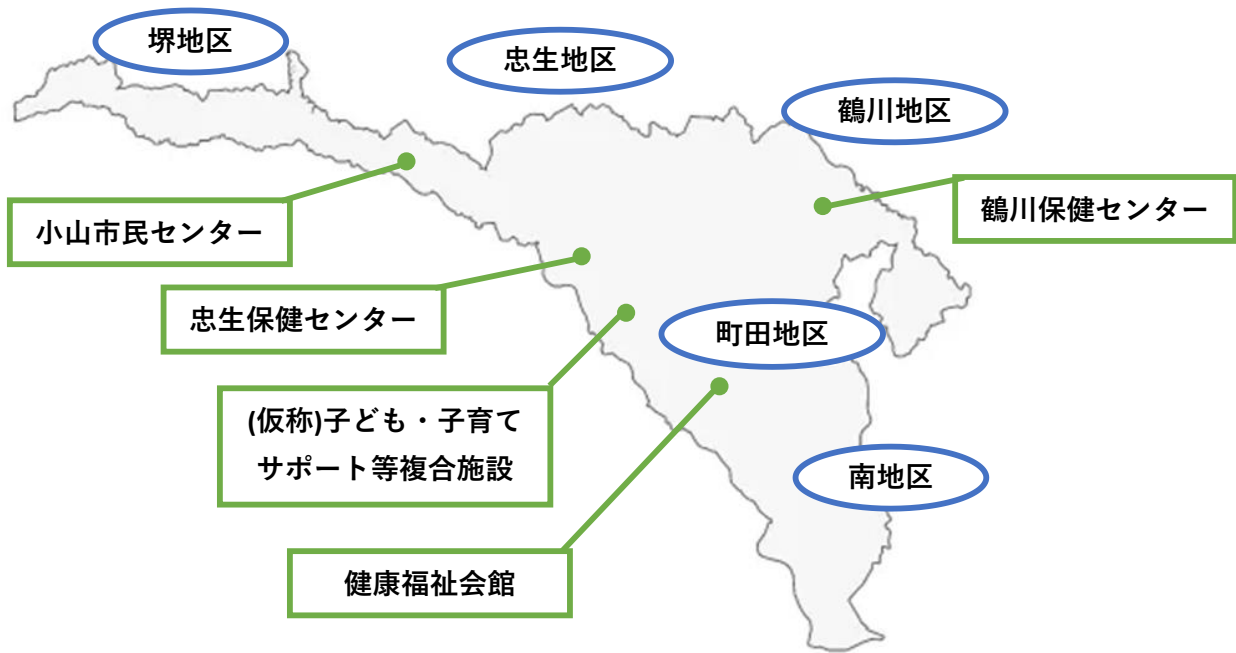 堺地区
忠生地区
鶴川地区
鶴川保健センター
小山市民センター
忠生保健センター
町田地区
(仮称)子ども・子育て
サポート等複合施設
南地区
健康福祉会館